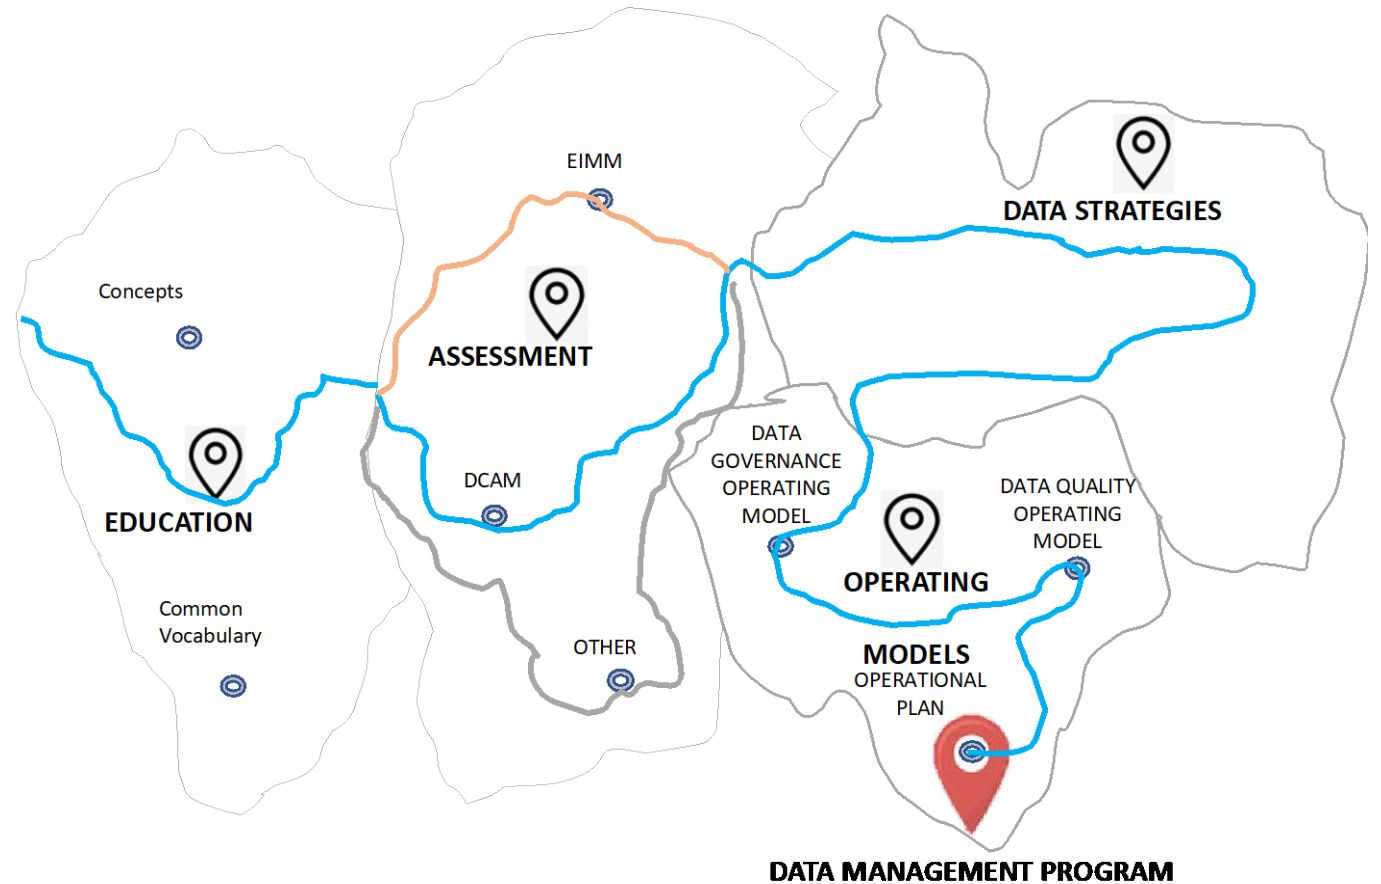 Concepts
EDUCATION
Common
Vocabulary
EIMM
ASSESSMENT
DCAM
OTHER
DATA STRATEGIES
DATA
GOVERNANCE
OPERATING
MODEL
DATA QUALITY
OPERATING
MODEL
OPERATING
MODELS
OPERATIONAL
PLAN
DATA MANAGEMENT PROGRAM